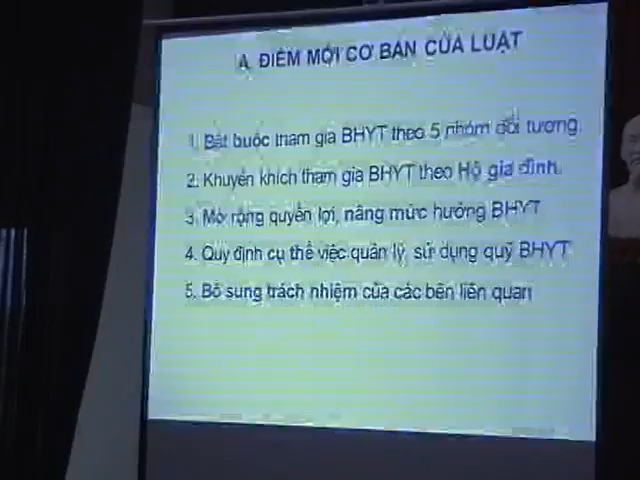 A. ĐIỂM MỚI CƠ BẢN CỦA LUẬT
1. Bắt buộc tham gia BHYT theo 5 nhóm đối tượng.
2. Khuyến khích tham gia BHYT theo Hộ gia đình.
3. Mở rộng quyền lợi, nâng mức hưởng BHYT
4. Quy định cụ thể việc quản lý, sử dụng quỹ BHYT
5. Bổ sung trách nhiệm của các bên liên quan